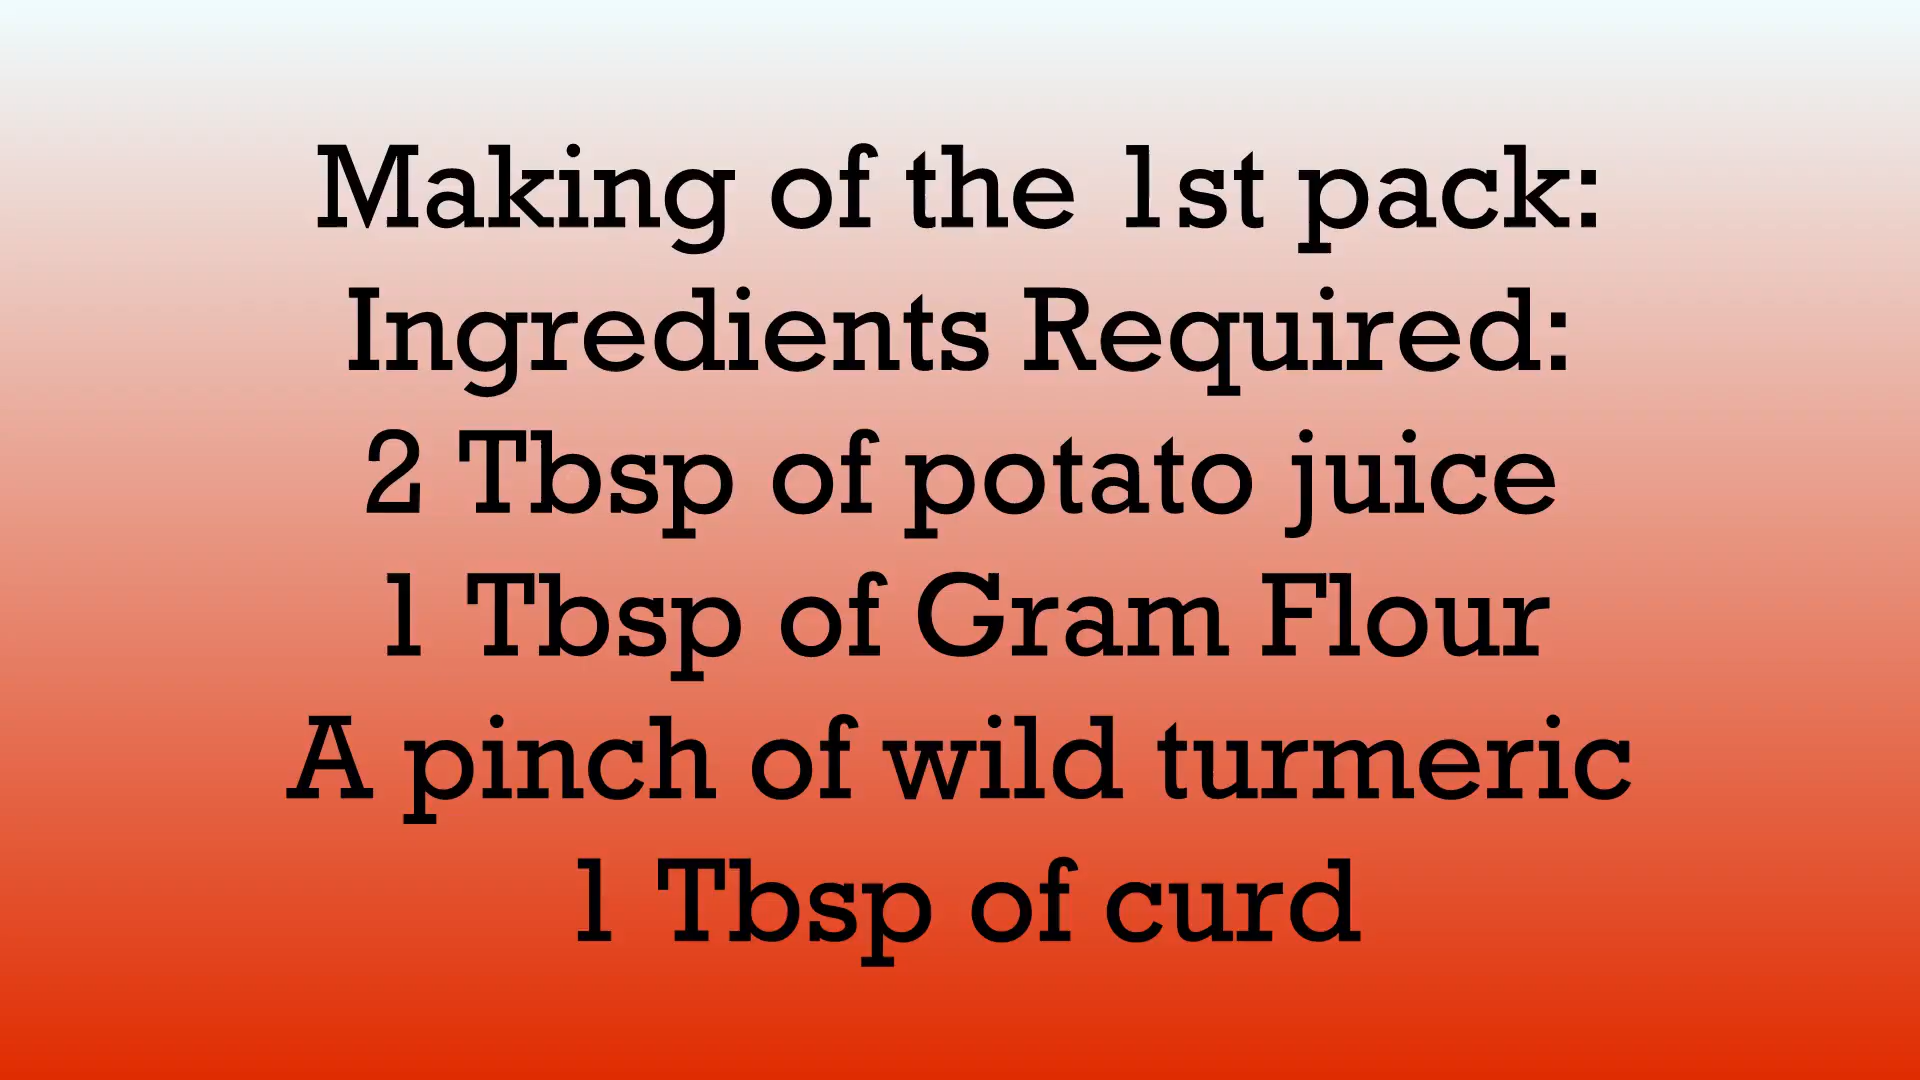 Making of the 1st pack:
Ingredients Required:
2 Tbsp of potato juice
1 Tbsp of Gram Flour
A pinch of wild turmeric
1 Tbsp of curd